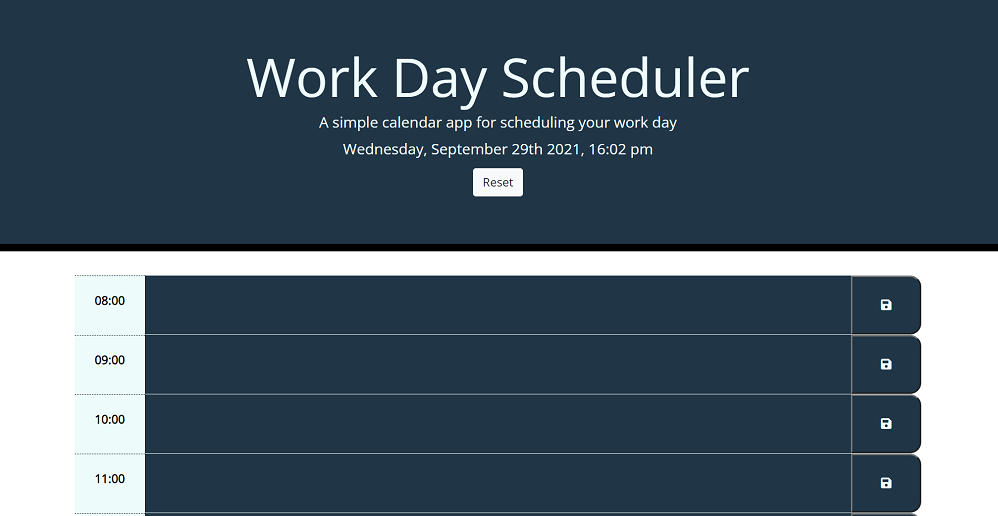 Work Day Scheduler
A simple calendar app for scheduling your work day
Wednesday, September 29th 2021, 16:02 pm
Reset
08:00
09:00
10:00
11:00